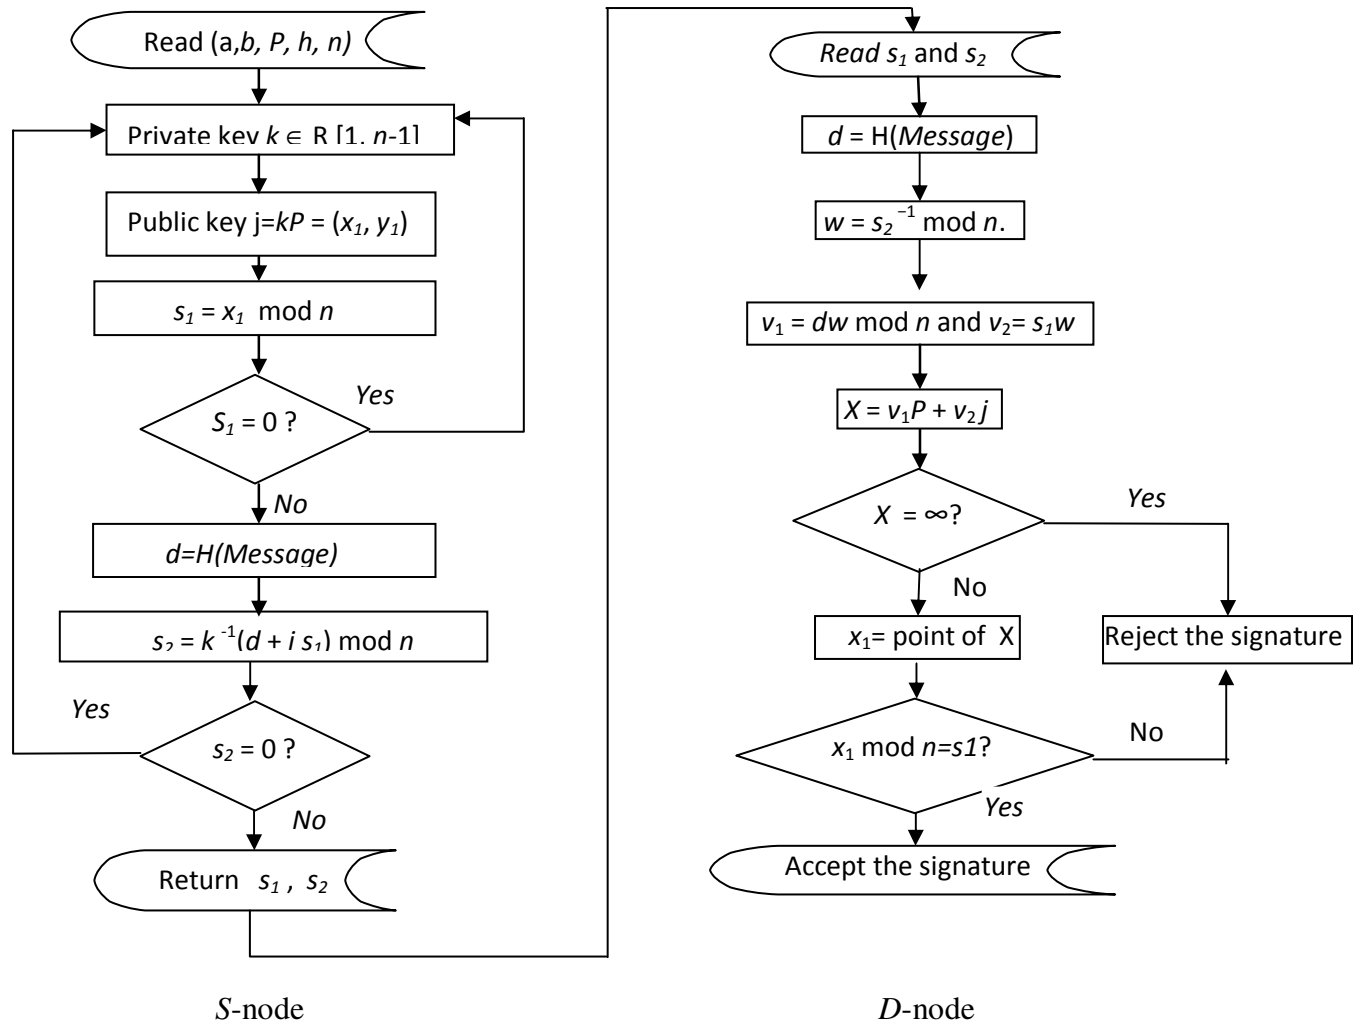 Read (a,b, P, h, n)
Private key k ∈ R [1, n-1]
Public key j=kP = (x₁, y₁)
s₁ = x₁ mod n
S₁ = 0 ?
Yes
No
d=H(Message)
s₂ = k ⁻¹(d + i s₁) mod n
s₂ = 0 ?
Yes
No
Return s₁ , s₂
S-node
Read s₁ and s₂
d = H(Message)
w = s₂ ⁻¹ mod n.
v₁ = dw mod n and v₂= s₁w
X = v₁P + v₂ j
X = ∞?
Yes
No
x₁= point of X
Reject the signature
x₁ mod n=s1?
No
Yes
Accept the signature
D-node